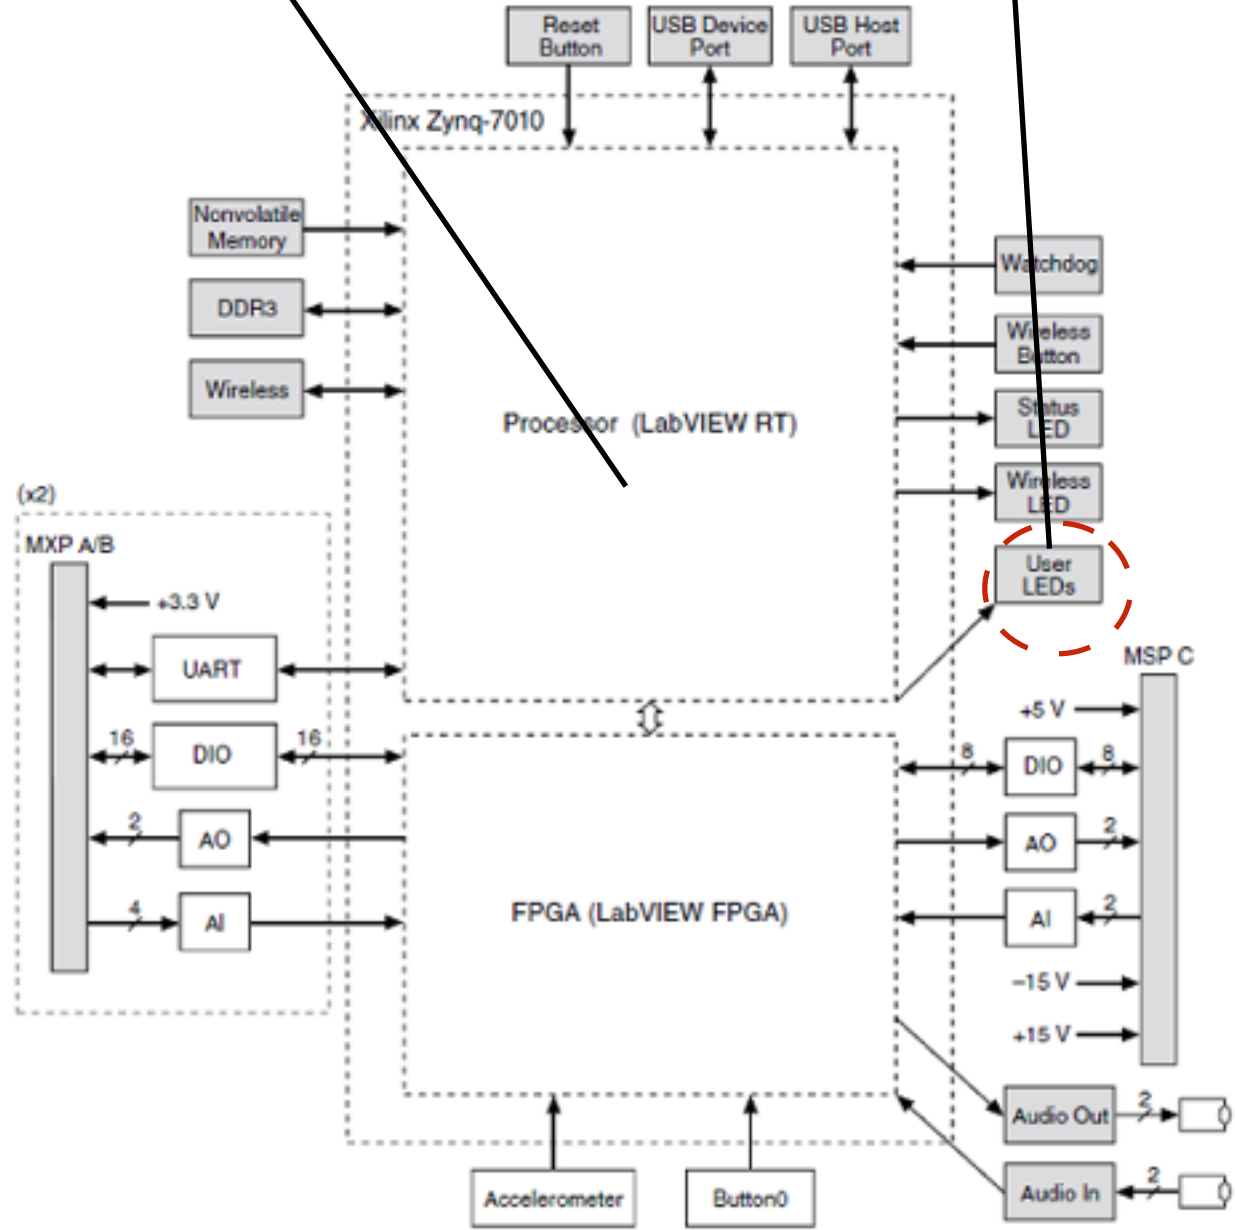 Reset
Button
USB Device
Port
USB Host
Port
Xilinx Zynq-7010
Nonvolatile
Memory
DDR3
Wireless
Processor (LabVIEW RT)
Watchdog
Wireless
Button
Status
LED
Wireless
LED
User
LEDs
(x2)
MXP A/B
+3.3 V
UART
16
DIO
16
2
AO
4
AI
FPGA (LabVIEW FPGA)
MSP C
+5 V
8
DIO
8
AO
2
AI
2
–15 V
+15 V
Audio Out
2
Audio In
2
Accelerometer
Button0